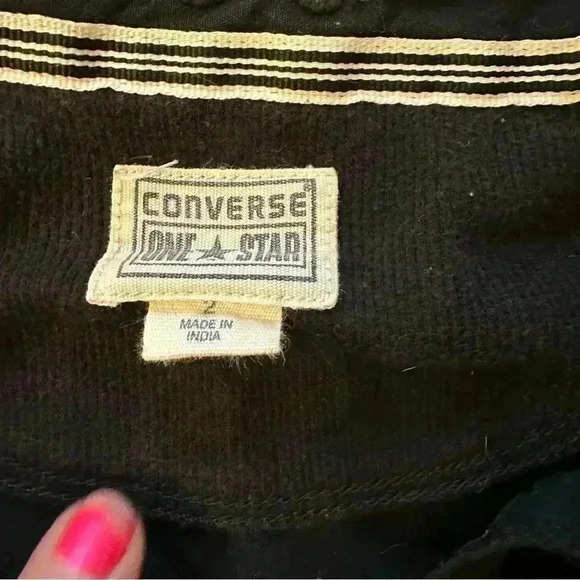 CONVERSE
ONE ★ STAR
2
MADE IN
INDIA